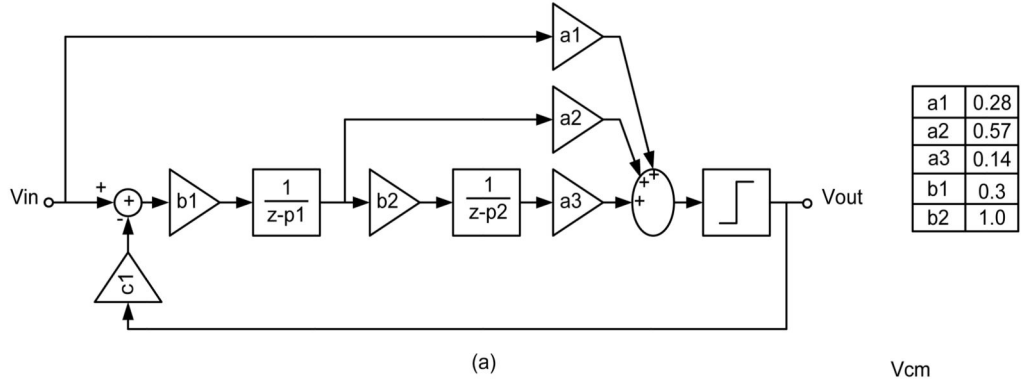 a1
a2
Vin
+
+
-
b1
1
z-p1
b2
1
z-p2
a3
+
+
+
Vout
c1
a1 0.28
a2 0.57
a3 0.14
b1 0.3
b2 1.0
(a)
Vcm